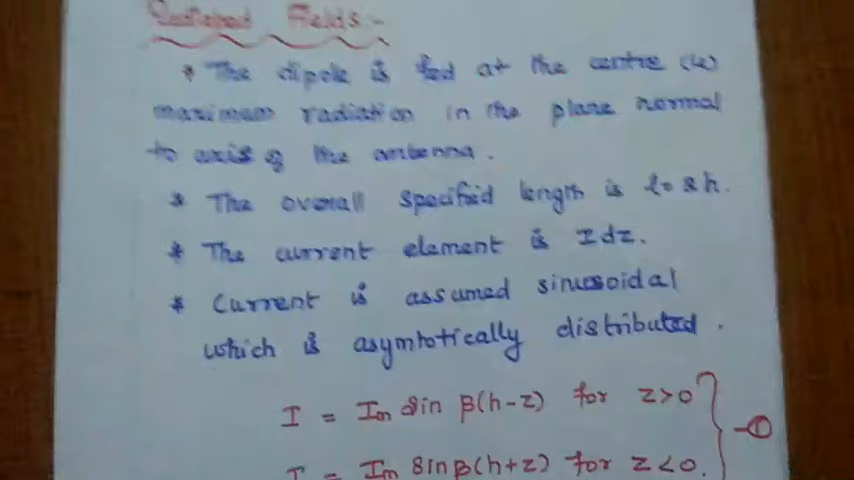 Radiated Fields:-
* The dipole is fed at the centre (ie)
maximum radiation in the plane normal
to axis of the antenna.
* The overall specified length is l = 2h.
* The current element is Idz.
* Current is assumed sinusoidal
which is asymtotically distributed.
I = Im Sin β(h-z) for z>0
I = Im Sin β(h+z) for z<0. } -①